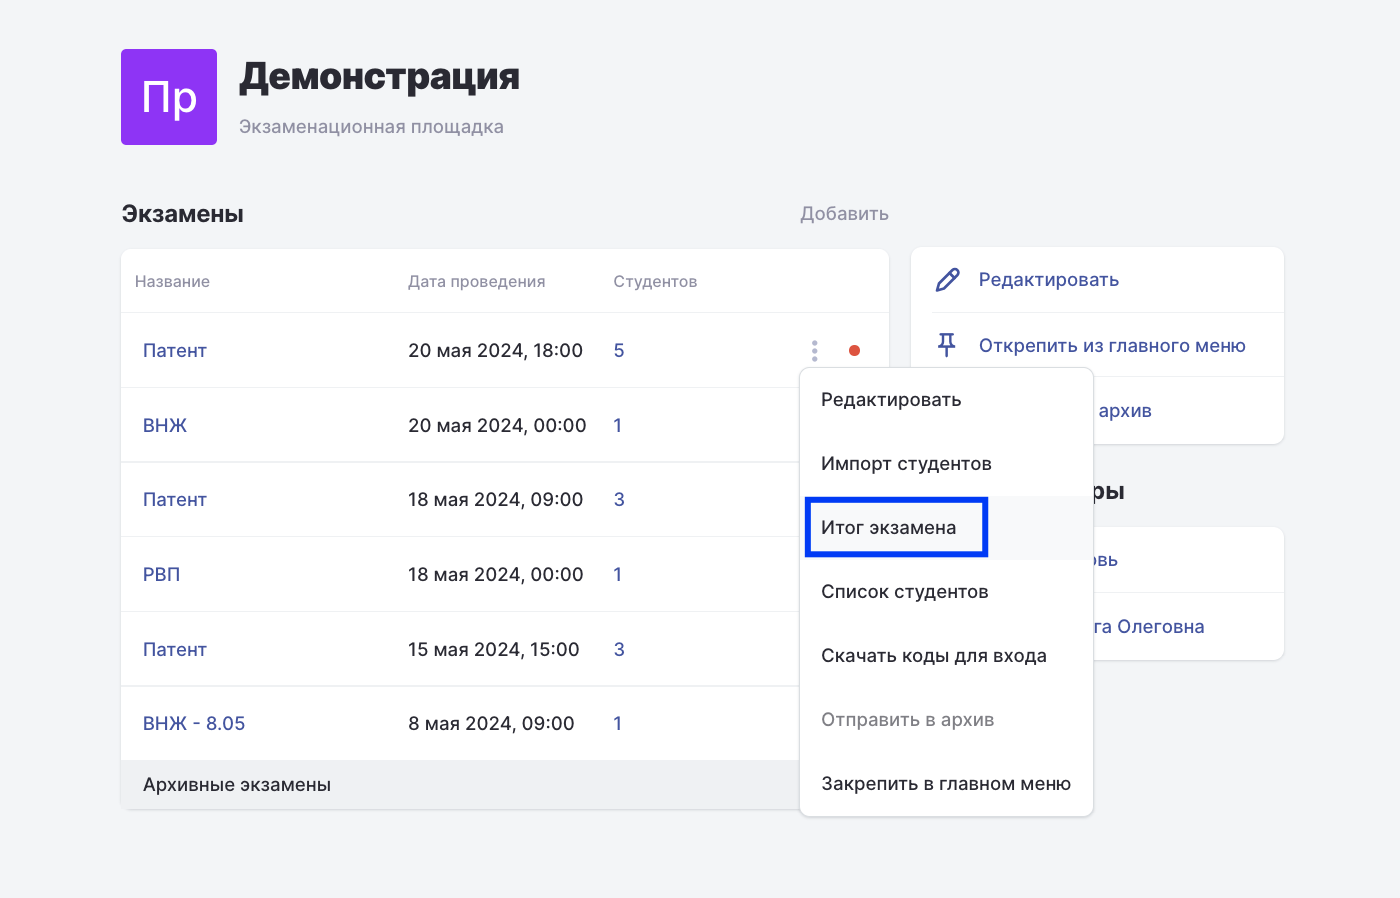 Пр
Демонстрация
Экзаменационная площадка
Экзамены
Добавить
Название Дата проведения Студентов
Патент 20 мая 2024, 18:00 5
ВНЖ 20 мая 2024, 00:00 1
Патент 18 мая 2024, 09:00 3
РВП 18 мая 2024, 00:00 1
Патент 15 мая 2024, 15:00 3
ВНЖ - 8.05 8 мая 2024, 09:00 1
Архивные экзамены
Редактировать
Импорт студентов
Итог экзамена
Список студентов
Скачать коды для входа
Отправить в архив
Закрепить в главном меню
Редактировать
Открепить из главного меню
архив
Олеговна